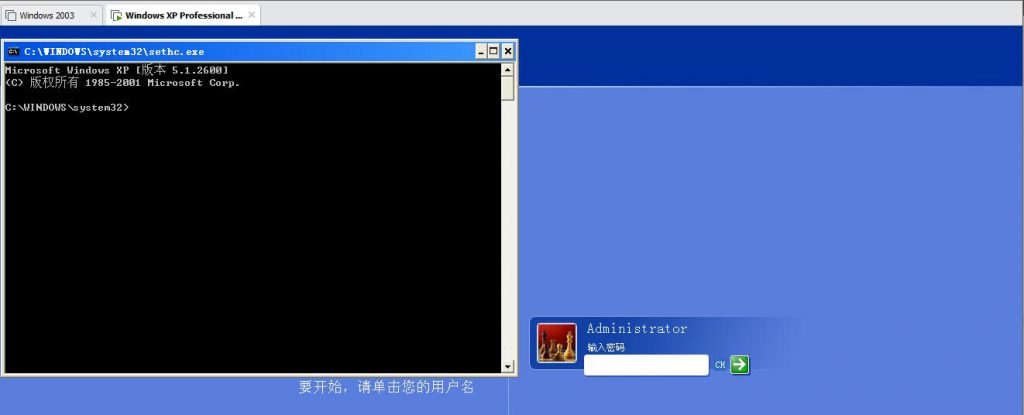 Windows 2003
Windows XP Professional ...
C:\WINDOWS\system32\sethc.exe
Microsoft Windows XP [版本 5.1.2600]
(C) 版权所有 1985-2001 Microsoft Corp.
C:\WINDOWS\system32>
Administrator
输入密码
CH
要开始，请单击您的用户名